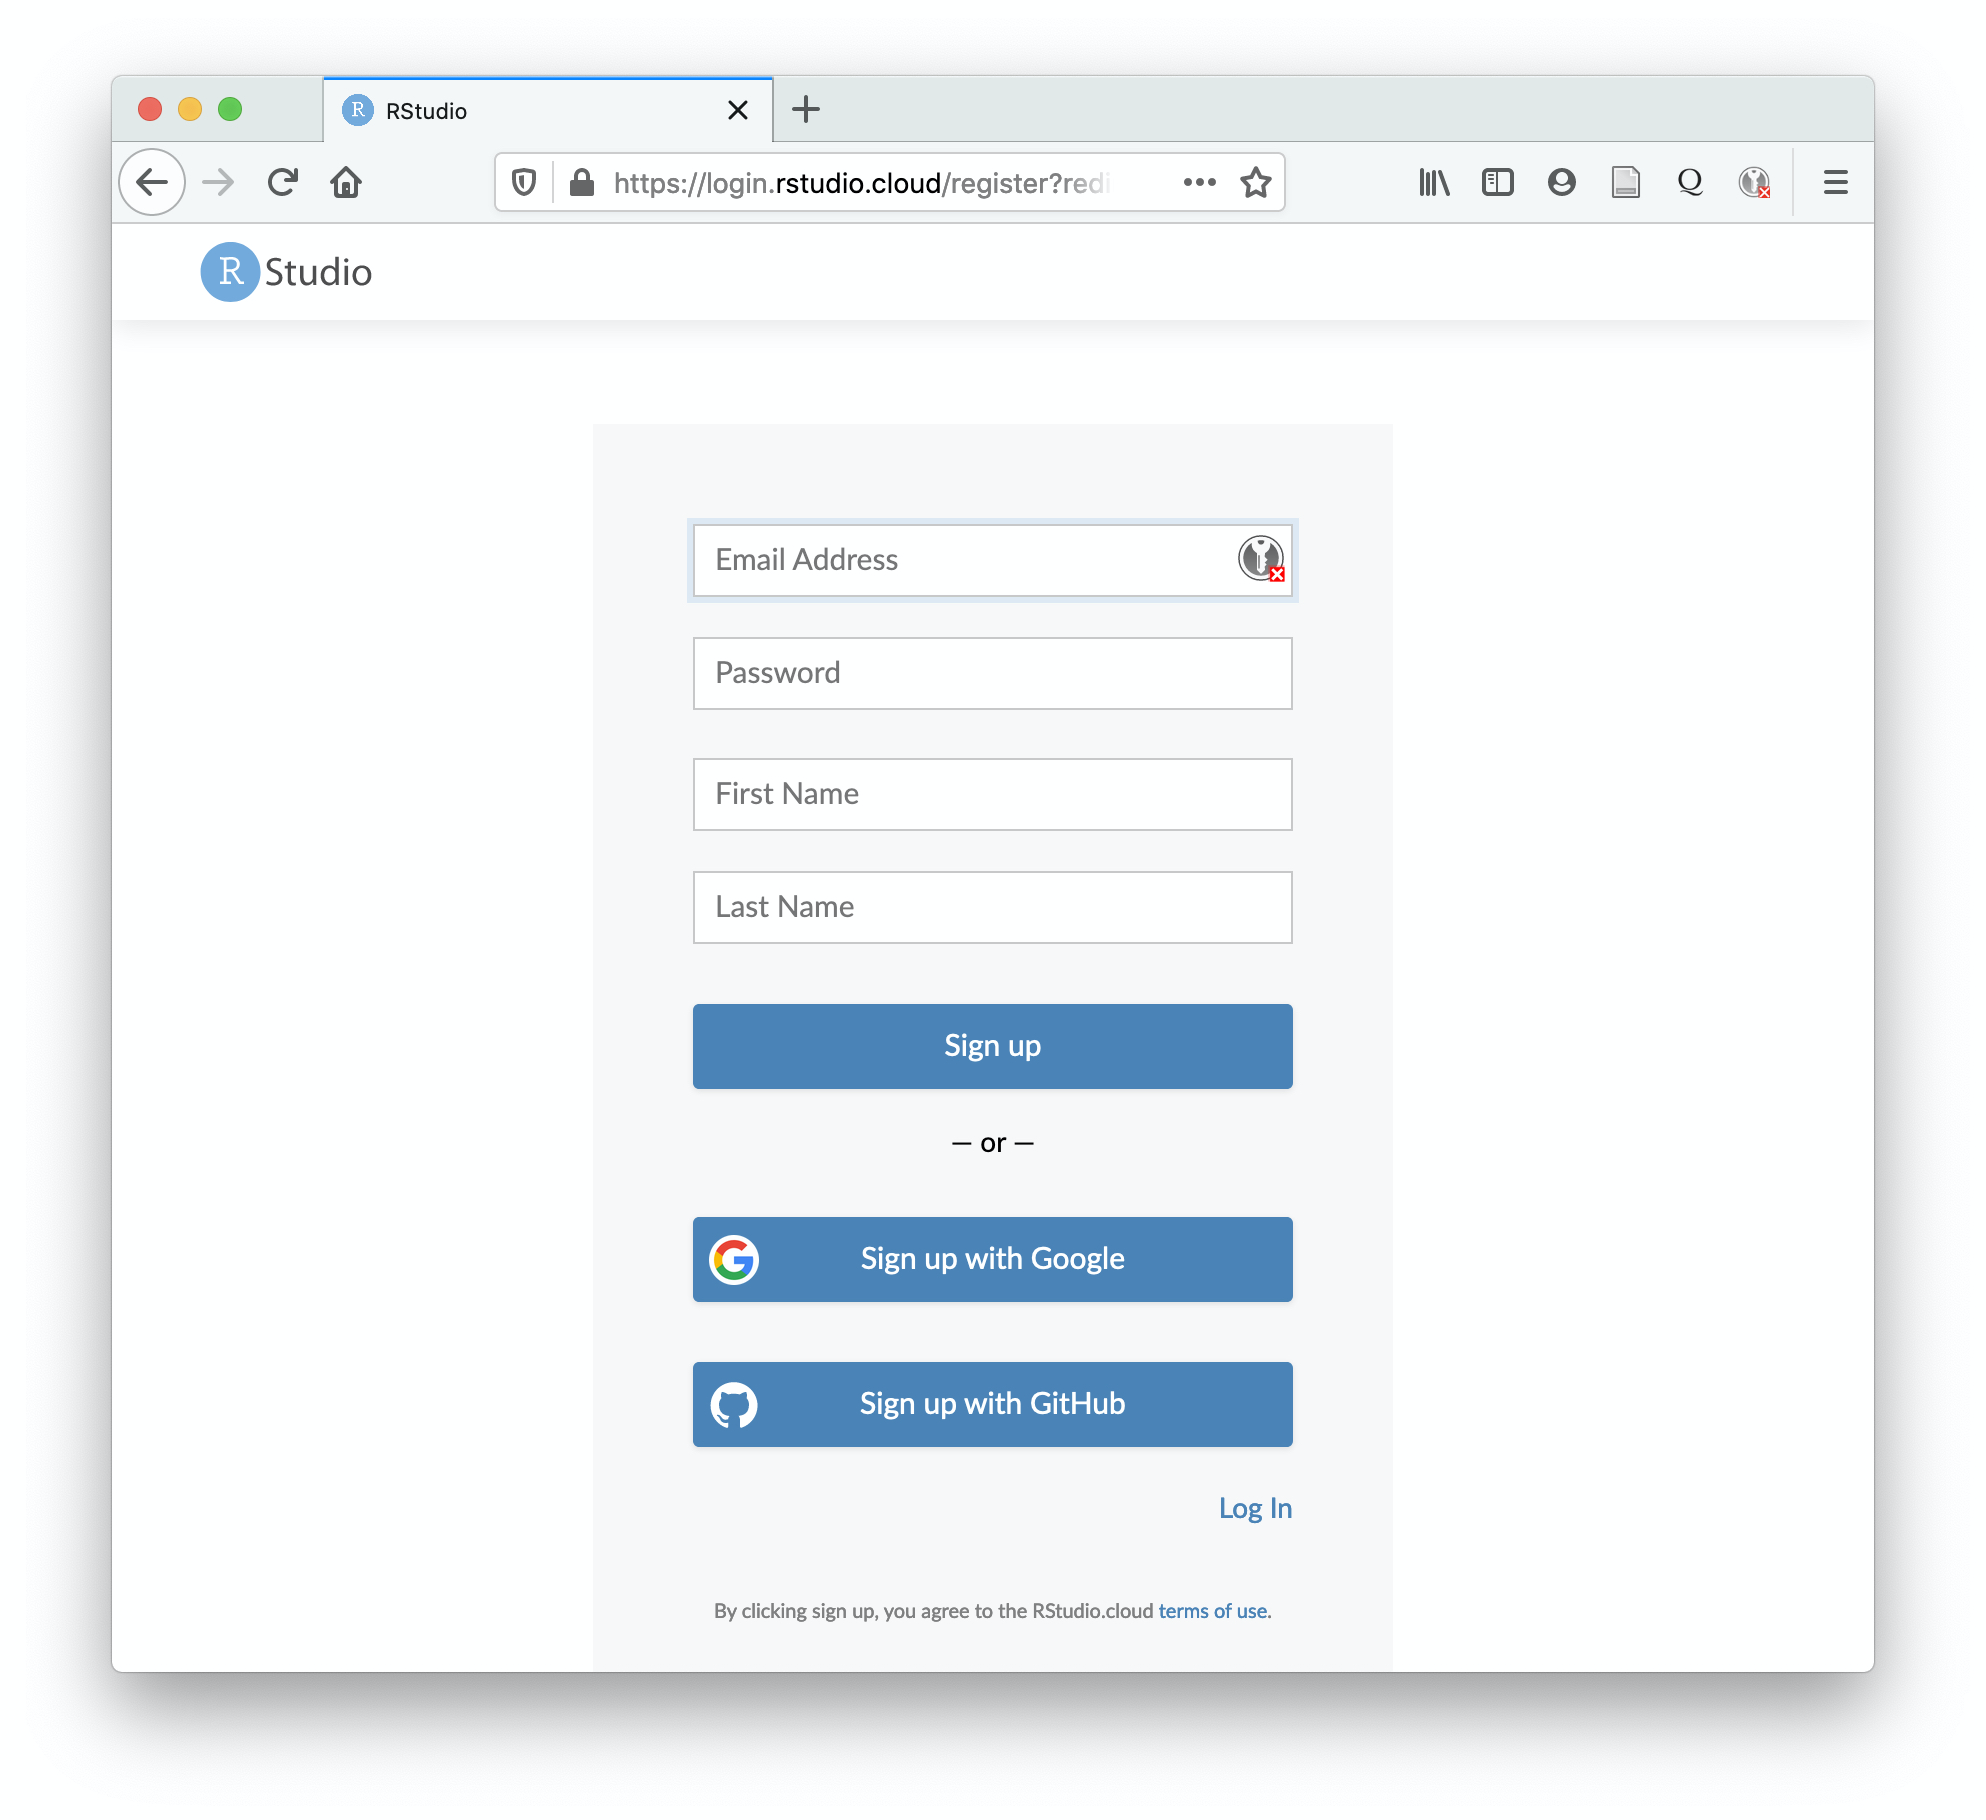 R RStudio
https://login.rstudio.cloud/register?redi
Q
R Studio
Email Address
Password
First Name
Last Name
Sign up
— or —
Sign up with Google
Sign up with GitHub
Log In
By clicking sign up, you agree to the RStudio.cloud terms of use.